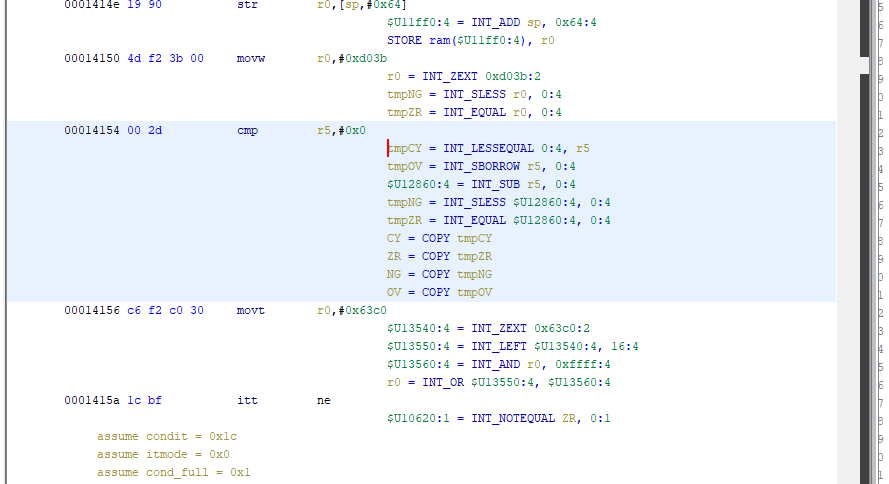 0001414e 19 90 str r0,[sp,#0x64]
$U11ff0:4 = INT_ADD sp, 0x64:4
STORE ram($U11ff0:4), r0
00014150 4d f2 3b 00 movw r0,#0xd03b
r0 = INT_ZEXT 0xd03b:2
tmpNG = INT_SLESS r0, 0:4
tmpZR = INT_EQUAL r0, 0:4
00014154 00 2d cmp r5,#0x0
tmpCY = INT_LESSEQUAL 0:4, r5
tmpOV = INT_SBORROW r5, 0:4
$U12860:4 = INT_SUB r5, 0:4
tmpNG = INT_SLESS $U12860:4, 0:4
tmpZR = INT_EQUAL $U12860:4, 0:4
CY = COPY tmpCY
ZR = COPY tmpZR
NG = COPY tmpNG
OV = COPY tmpOV
00014156 c6 f2 c0 30 movt r0,#0x63c0
$U13540:4 = INT_ZEXT 0x63c0:2
$U13550:4 = INT_LEFT $U13540:4, 16:4
$U13560:4 = INT_AND r0, 0xffff:4
r0 = INT_OR $U13550:4, $U13560:4
0001415a 1c bf itt ne
$U10620:1 = INT_NOTEQUAL ZR, 0:1
assume condit = 0x1c
assume itmode = 0x0
assume cond_full = 0x1